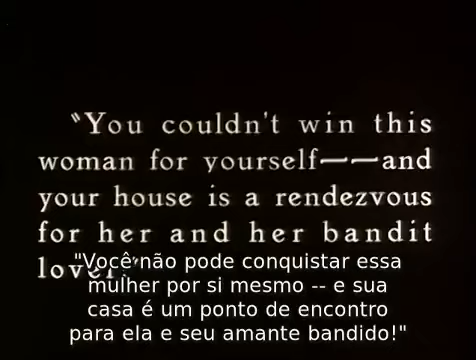 "You couldn't win this
woman for yourself——and
your house is a rendezvous
for her and her bandit
lover
"Você não pode conquistar essa
mulher por si mesmo -- e sua
casa é um ponto de encontro
para ela e seu amante bandido!"